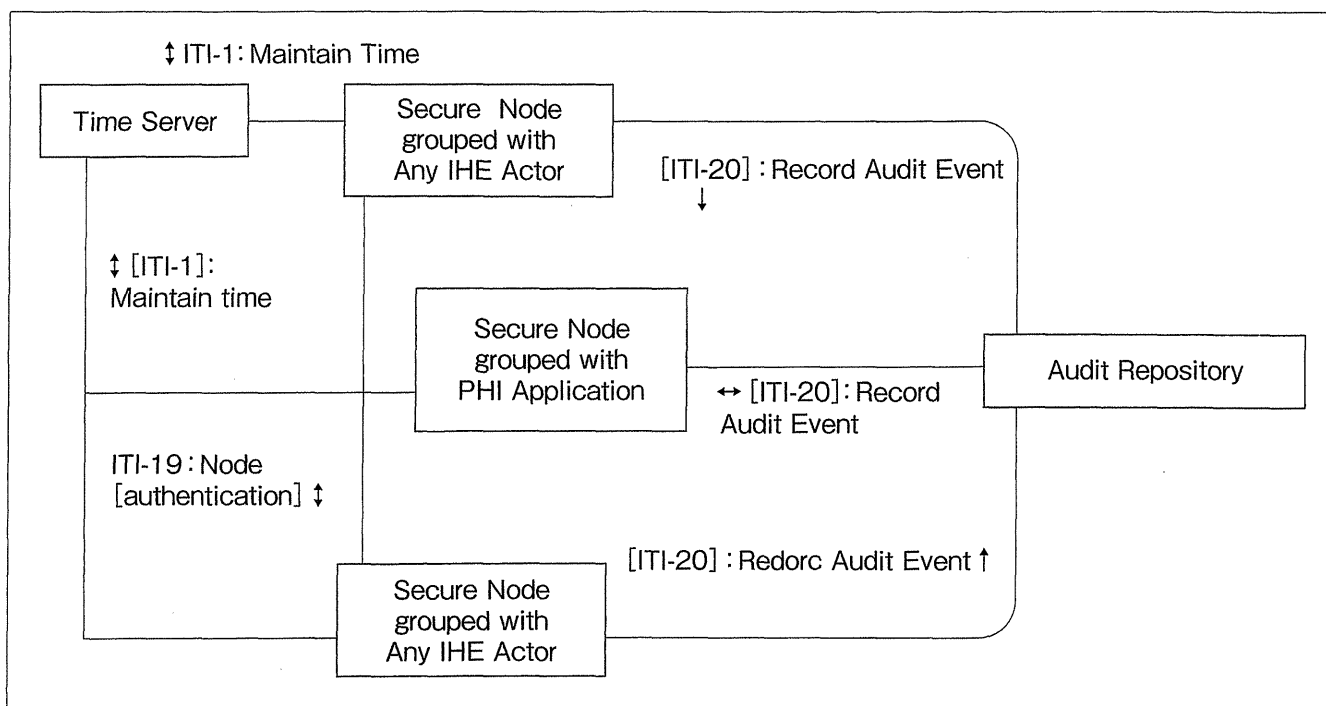 ↕ ITI-1: Maintain Time
Time Server
Secure Node
grouped with
Any IHE Actor
[ITI-20] : Record Audit Event
↓
↕ [ITI-1]:
Maintain time
Secure Node
grouped with
PHI Application
↔ [ITI-20]: Record
Audit Event
Audit Repository
ITI-19: Node
[authentication] ↕
[ITI-20] : Redorc Audit Event ↑
Secure Node
grouped with
Any IHE Actor